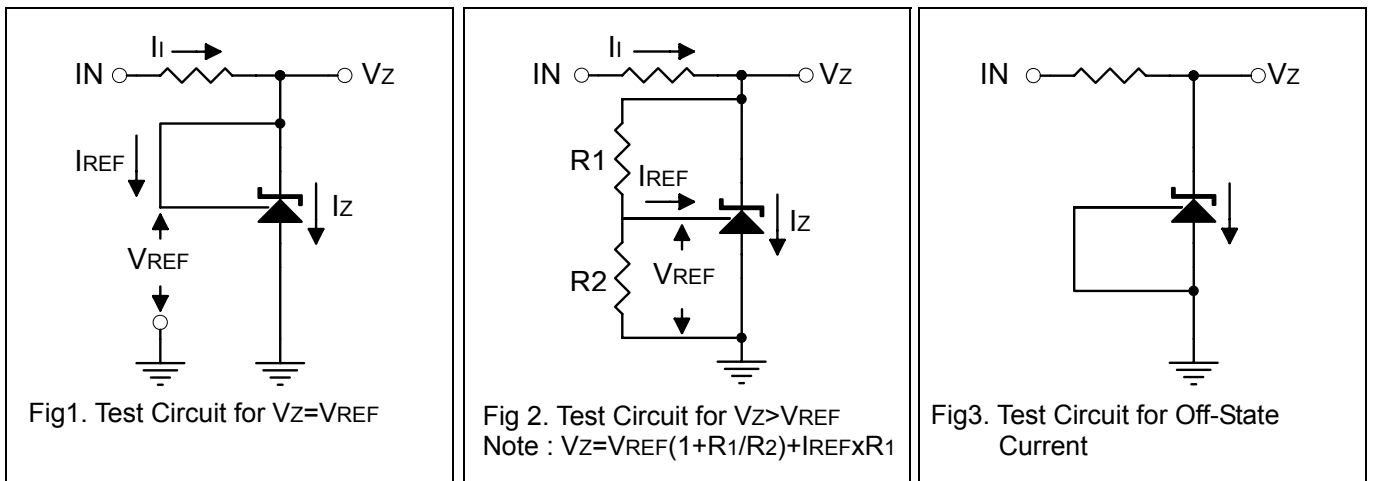 II
IN
VZ
IREF
IZ
VREF
Fig1. Test Circuit for VZ=VREF
II
IN
VZ
R1
IREF
IZ
R2
VREF
Fig 2. Test Circuit for VZ>VREF
Note : VZ=VREF(1+R1/R2)+IREFxR1
IN
VZ
Fig3. Test Circuit for Off-State
Current